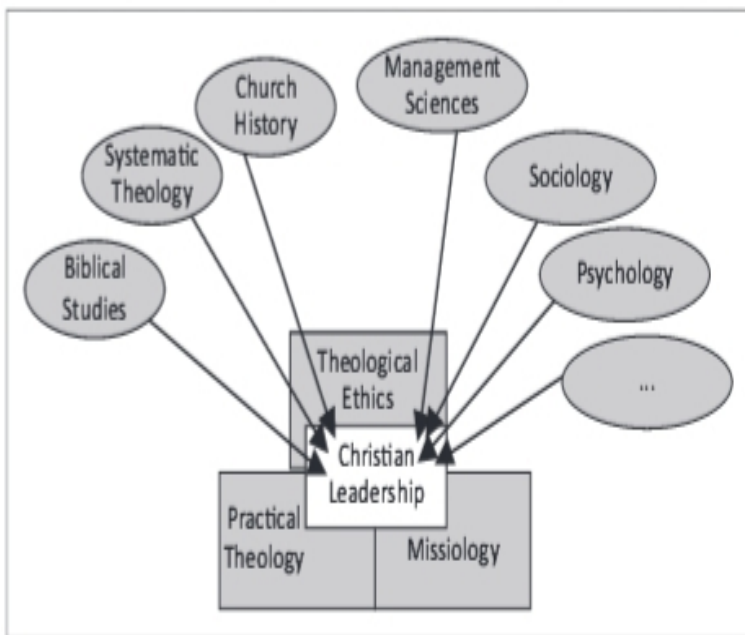 Management
Sciences
Church
History
Systematic
Theology
Sociology
Biblical
Studies
Psychology
...
Theological
Ethics
Christian
Leadership
Practical
Theology
Missiology